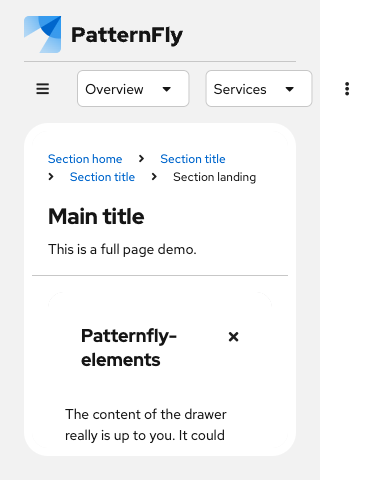 PatternFly
Overview
Services
Section home
Section title
Section title
Section landing
Main title
This is a full page demo.
Patternfly-
elements
The content of the drawer
really is up to you. It could